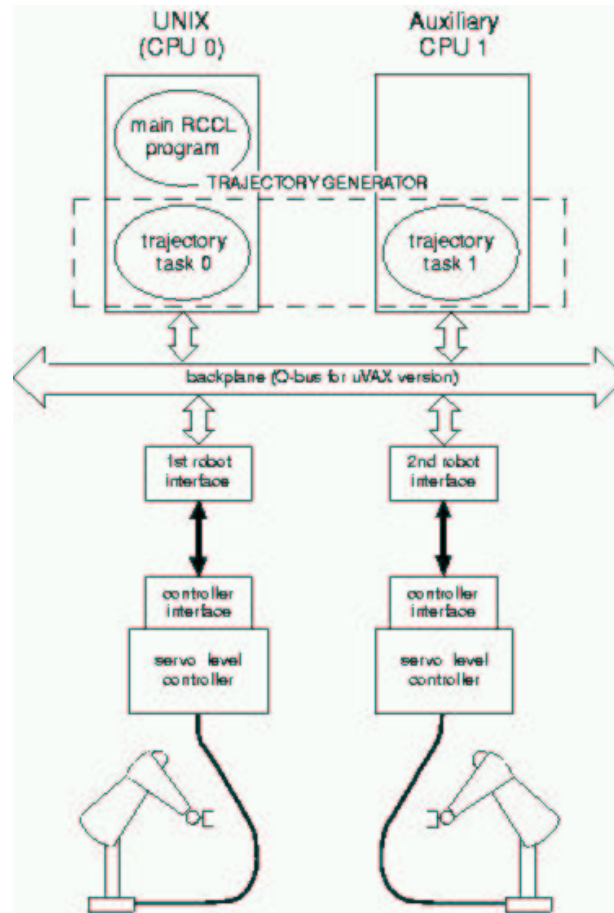 UNIX
(CPU 0)
Auxiliary
CPU 1
main RCCL
program
TRAJECTORY GENERATOR
trajectory
task 0
trajectory
task 1
backplane (Q-bus for uVAX version)
1st robot
interface
2nd robot
interface
controller
interface
controller
interface
servo level
controller
servo level
controller